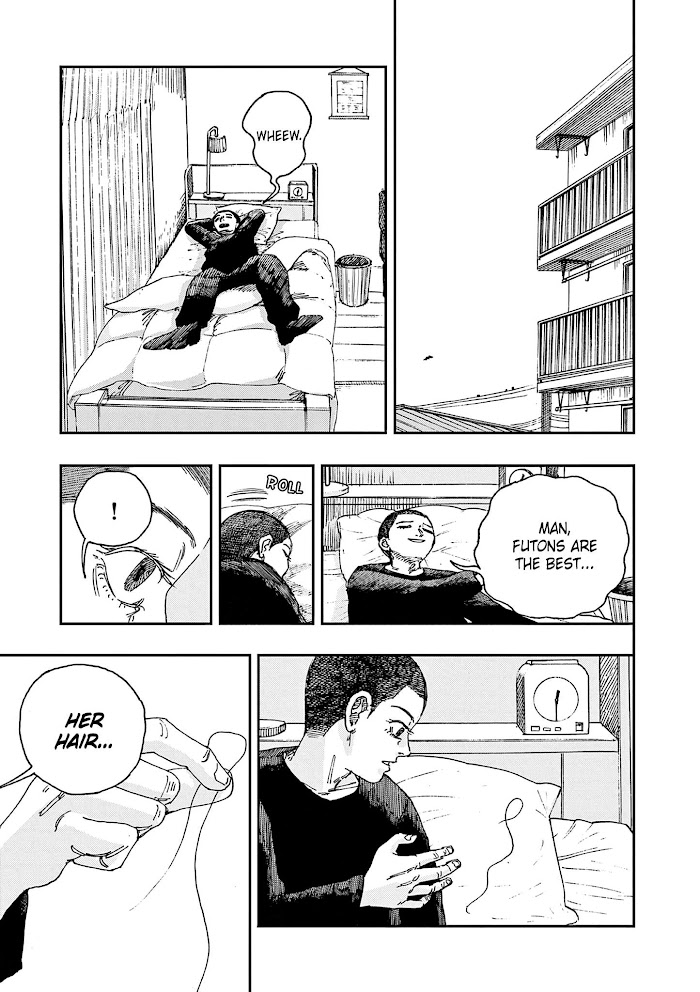 WHEEW.
MAN,
FUTONS ARE
THE BEST...
ROLL
!
HER
HAIR...